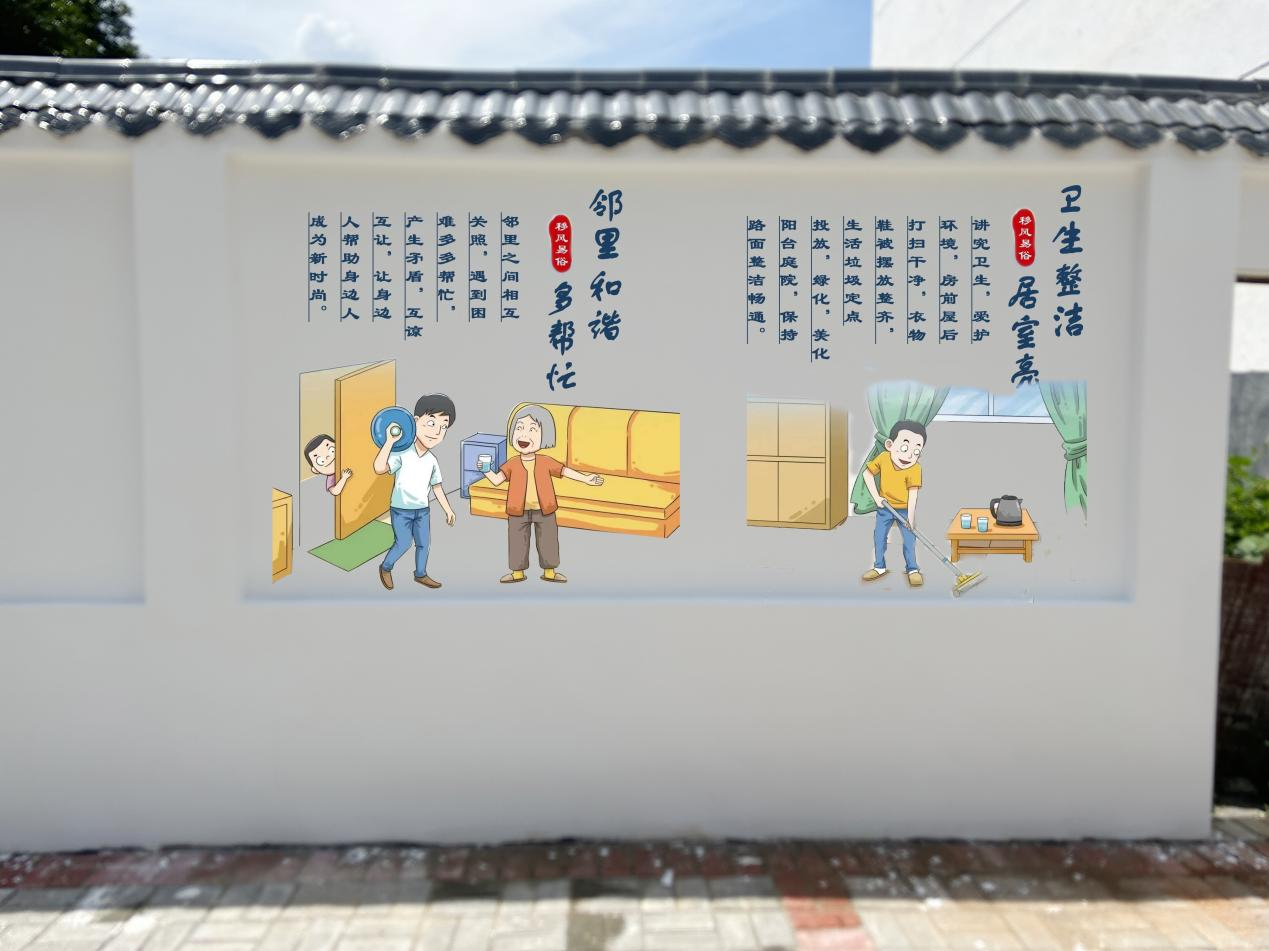 卫生整洁
居室亮
移风易俗
讲究卫生，爱护
环境，房前屋后
打扫干净，衣物
鞋被摆放整齐，
生活垃圾定点
投放，绿化，美化
阳台庭院，保持
路面整洁畅通。
邻里和谐
多帮忙
移风易俗
邻里之间相互
关照，遇到困
难多多帮忙，
产生矛盾，互谅
互让，让身边
人帮助身边人
成为新时尚。